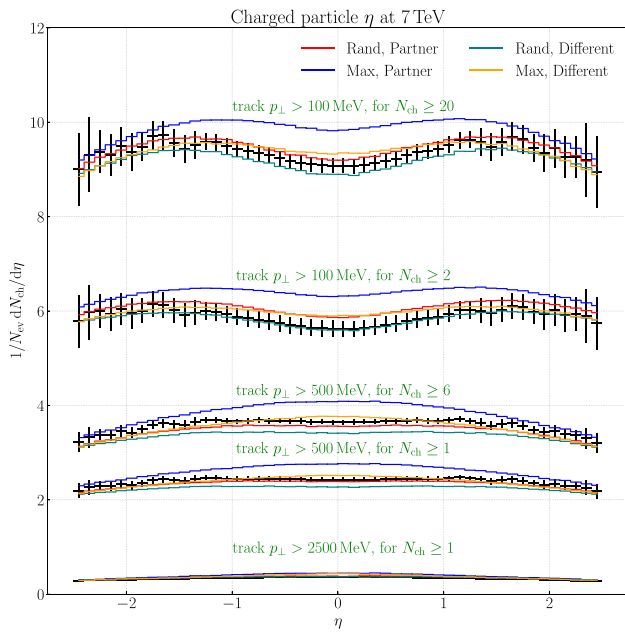 Charged particle η at 7 TeV
Rand, Partner
Max, Partner
Rand, Different
Max, Different
track p⊥ > 100 MeV, for Nch ≥ 20
track p⊥ > 100 MeV, for Nch ≥ 2
track p⊥ > 500 MeV, for Nch ≥ 6
track p⊥ > 500 MeV, for Nch ≥ 1
track p⊥ > 2500 MeV, for Nch ≥ 1
1/Nev dNch/dη
12
10
8
6
4
2
0
−2
−1
0
1
2
η